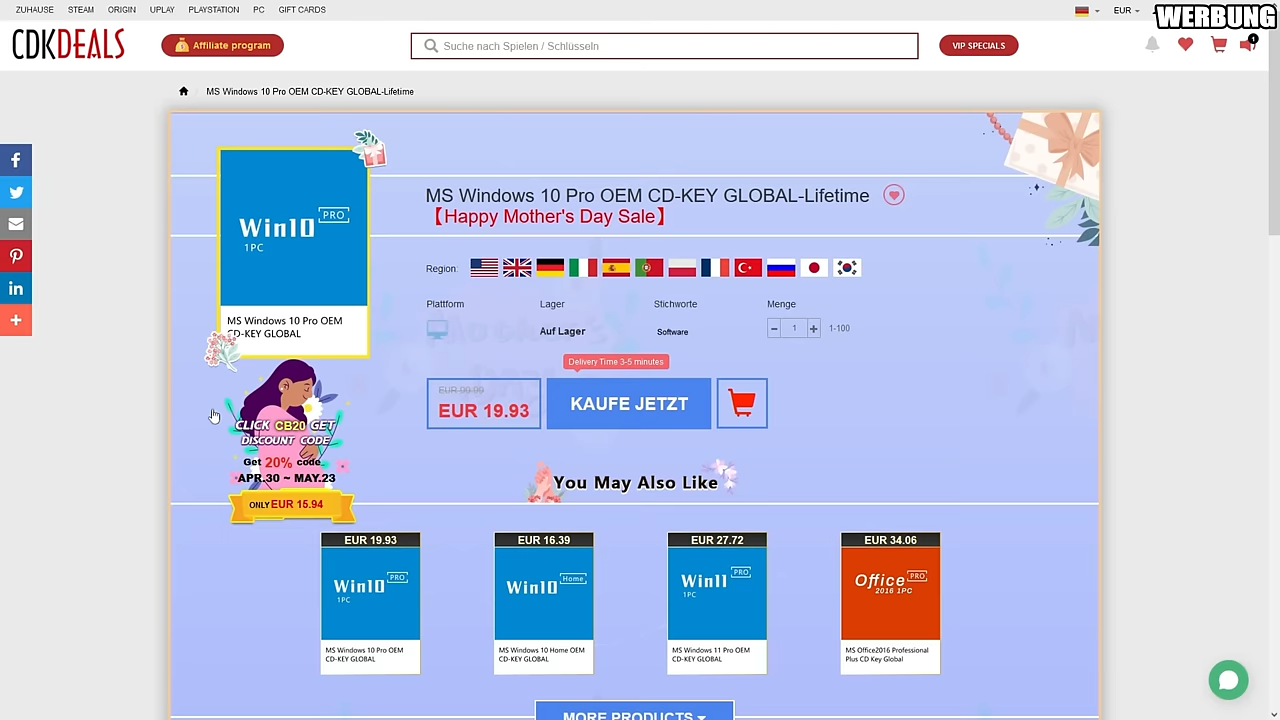 ZUHAUSE STEAM ORIGIN UPLAY PLAYSTATION PC GIFT CARDS EUR
WERBUNG
CDKDEALS
Affiliate program
Suche nach Spielen / Schlüsseln
VIP SPECIALS
1
MS Windows 10 Pro OEM CD-KEY GLOBAL-Lifetime
Win10 PRO
1PC
MS Windows 10 Pro OEM
CD-KEY GLOBAL
MS Windows 10 Pro OEM CD-KEY GLOBAL-Lifetime
【Happy Mother's Day Sale】
Region:
Plattform Lager Stichworte Menge
Auf Lager Software 1 1-100
Delivery Time 3-5 minutes
EUR 99.99
EUR 19.93
KAUFE JETZT
CLICK CB20 GET
DISCOUNT CODE
Get 20% code
APR.30 ~ MAY.23
ONLY EUR 15.94
You May Also Like
EUR 19.93 EUR 16.39 EUR 27.72 EUR 34.06
Win10 PRO
1PC
Win10 Home
Win11 PRO
1PC
Office PRO
2016 1PC
MS Windows 10 Pro OEM
CD-KEY GLOBAL
MS Windows 10 Home OEM
CD-KEY GLOBAL
MS Windows 11 Pro OEM
CD-KEY GLOBAL
MS Office2016 Professional
Plus CD Key Global
MORE PRODUCTS